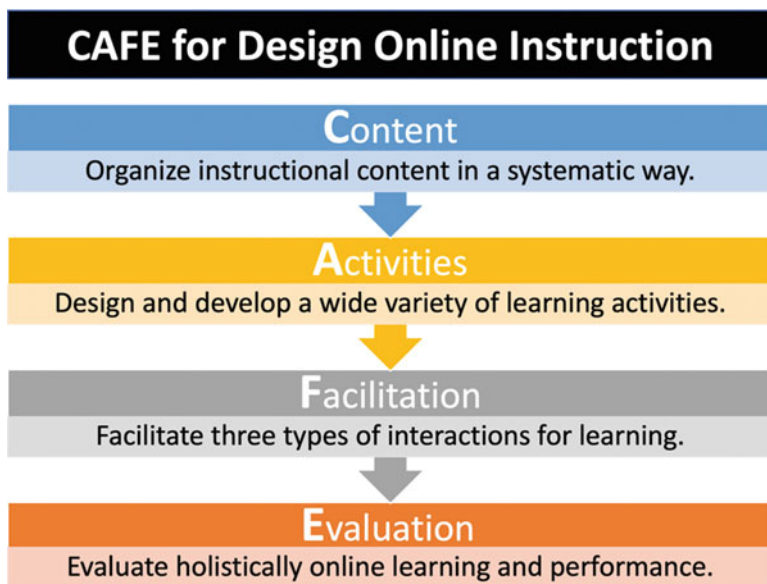 CAFE for Design Online Instruction
Content
Organize instructional content in a systematic way.
Activities
Design and develop a wide variety of learning activities.
Facilitation
Facilitate three types of interactions for learning.
Evaluation
Evaluate holistically online learning and performance.